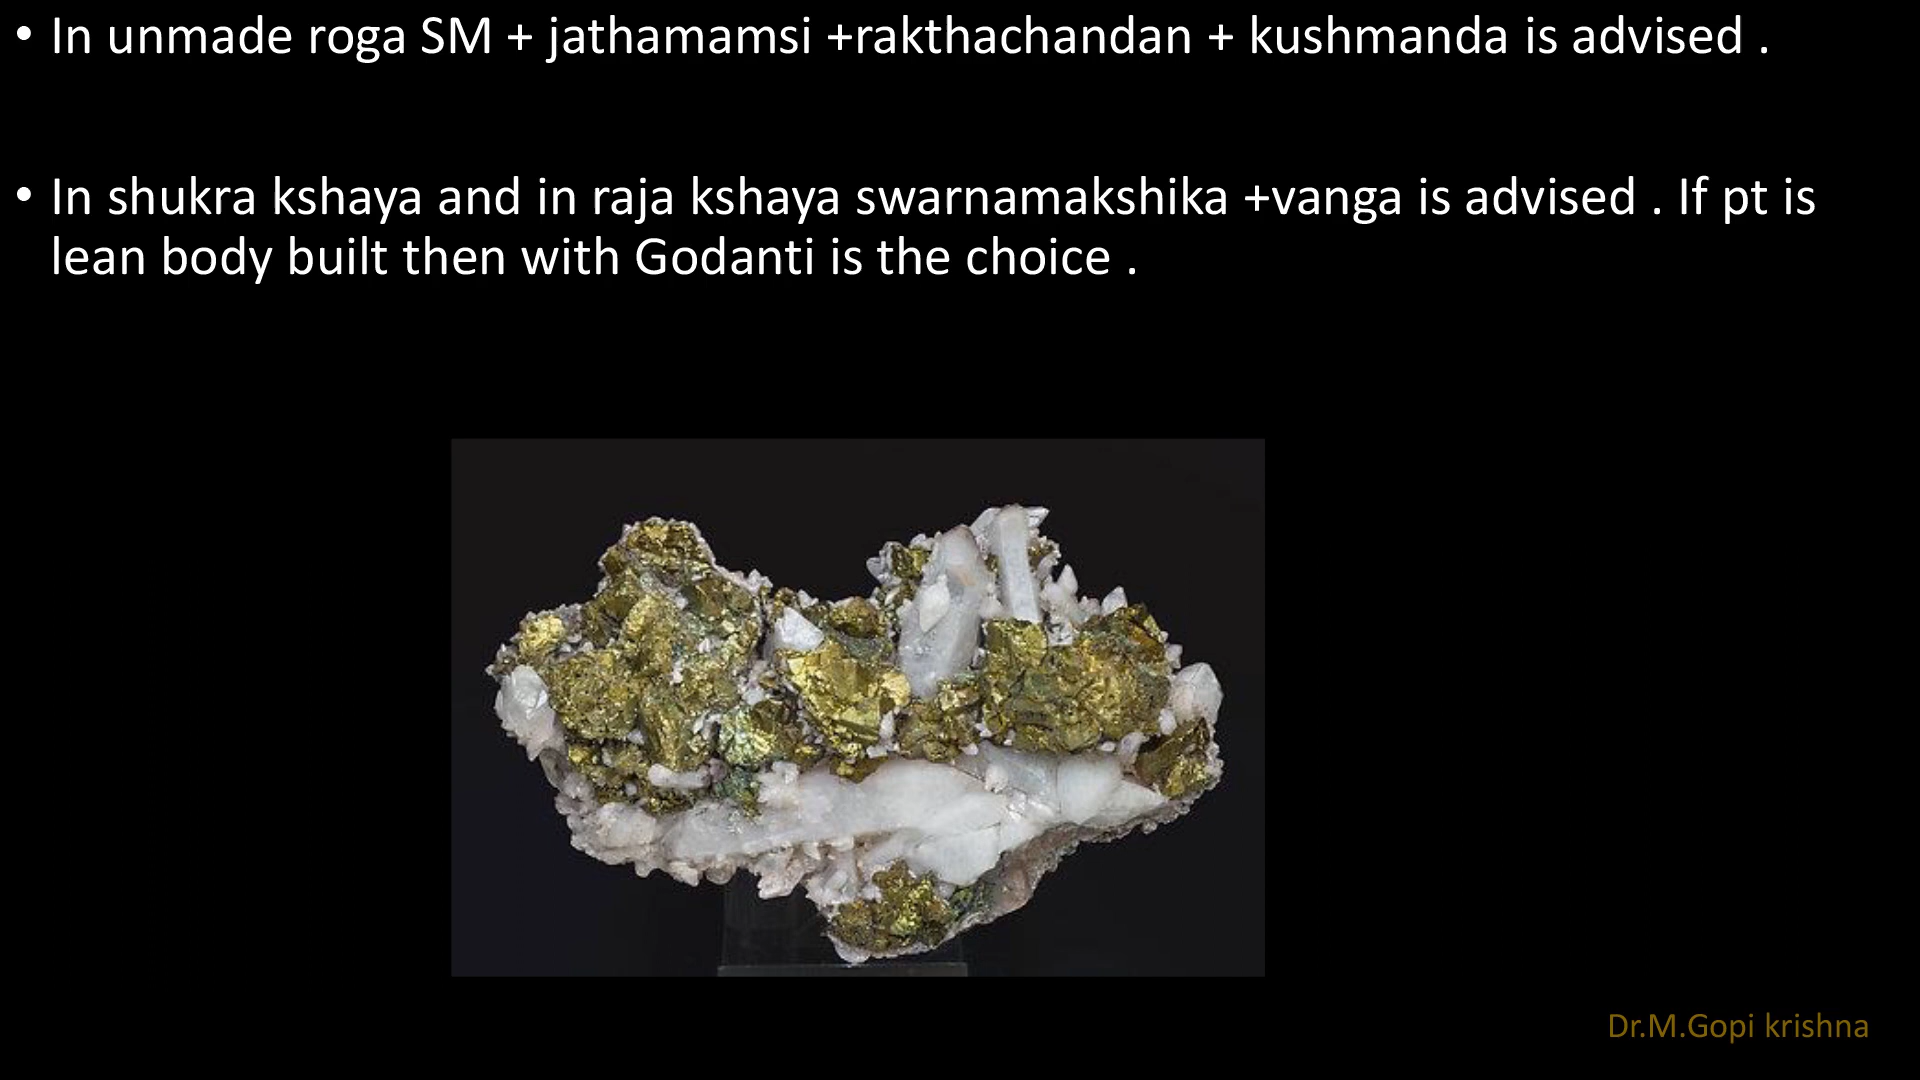 • In unmade roga SM + jathamamsi +rakthachandan + kushmanda is advised .
• In shukra kshaya and in raja kshaya swarnamakshika +vanga is advised . If pt is
lean body built then with Godanti is the choice .
Dr.M.Gopi krishna